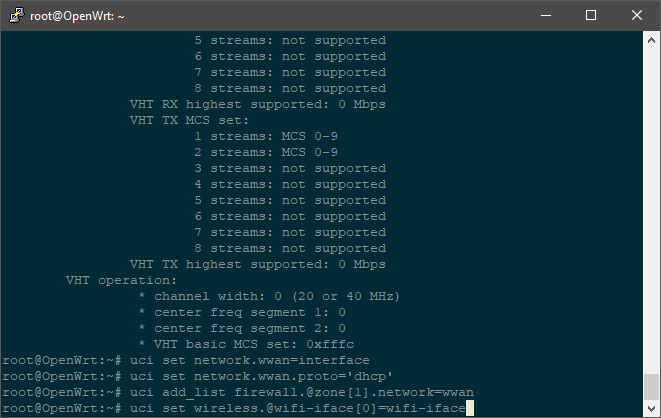 root@OpenWrt: ~
5 streams: not supported
6 streams: not supported
7 streams: not supported
8 streams: not supported
VHT RX highest supported: 0 Mbps
VHT TX MCS set:
1 streams: MCS 0-9
2 streams: MCS 0-9
3 streams: not supported
4 streams: not supported
5 streams: not supported
6 streams: not supported
7 streams: not supported
8 streams: not supported
VHT TX highest supported: 0 Mbps
VHT operation:
* channel width: 0 (20 or 40 MHz)
* center freq segment 1: 0
* center freq segment 2: 0
* VHT basic MCS set: 0xfffc
root@OpenWrt:~# uci set network.wwan=interface
root@OpenWrt:~# uci set network.wwan.proto='dhcp'
root@OpenWrt:~# uci add_list firewall.@zone[1].network=wwan
root@OpenWrt:~# uci set wireless.@wifi-iface[0]=wifi-iface